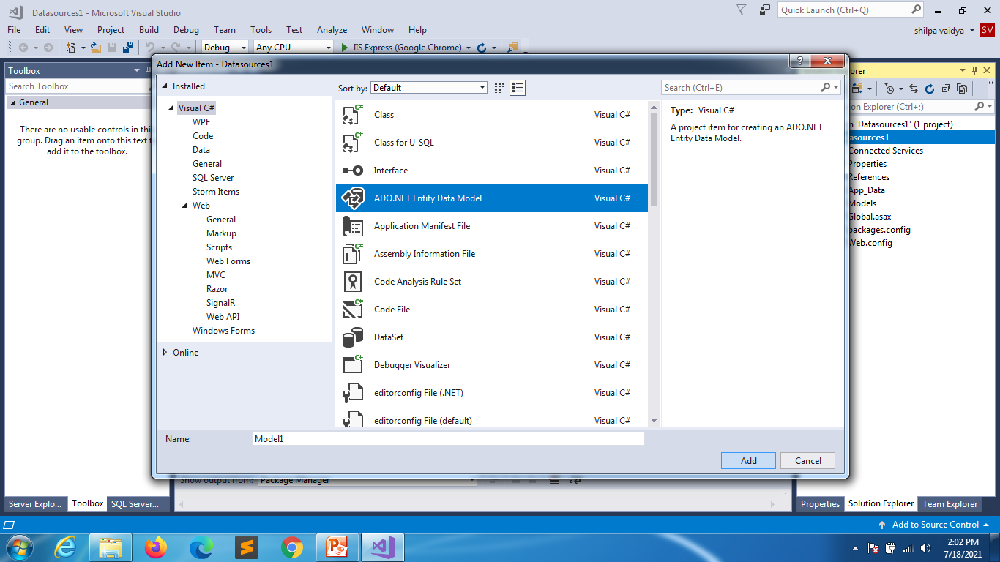 Datasources1 - Microsoft Visual Studio
Quick Launch (Ctrl+Q)
File Edit View Project Build Debug Team Tools Test Analyze Window Help
shilpa vaidya SV
Debug Any CPU IIS Express (Google Chrome)
Toolbox
Search Toolbox
General
There are no usable controls in this
group. Drag an item onto this text
add it to the toolbox.
Add New Item - Datasources1
?
Installed
Visual C#
WPF
Code
Data
General
SQL Server
Storm Items
Web
General
Markup
Scripts
Web Forms
MVC
Razor
SignalR
Web API
Windows Forms
Online
Sort by: Default
Search (Ctrl+E)
Class Visual C#
Class for U-SQL Visual C#
Interface Visual C#
ADO.NET Entity Data Model Visual C#
Application Manifest File Visual C#
Assembly Information File Visual C#
Code Analysis Rule Set Visual C#
Code File Visual C#
DataSet Visual C#
Debugger Visualizer Visual C#
editorconfig File (.NET) Visual C#
editorconfig File (default) Visual C#
Type: Visual C#
A project item for creating an ADO.NET
Entity Data Model.
Name: Model1
Add Cancel
orer
on Explorer (Ctrl+;)
n 'Datasources1' (1 project)
asources1
Connected Services
Properties
References
App_Data
Models
Global.asax
packages.config
Web.config
Show output from: Package Manager
Server Explo... Toolbox SQL Server...
Properties Solution Explorer Team Explorer
Add to Source Control
2:02 PM
7/18/2021